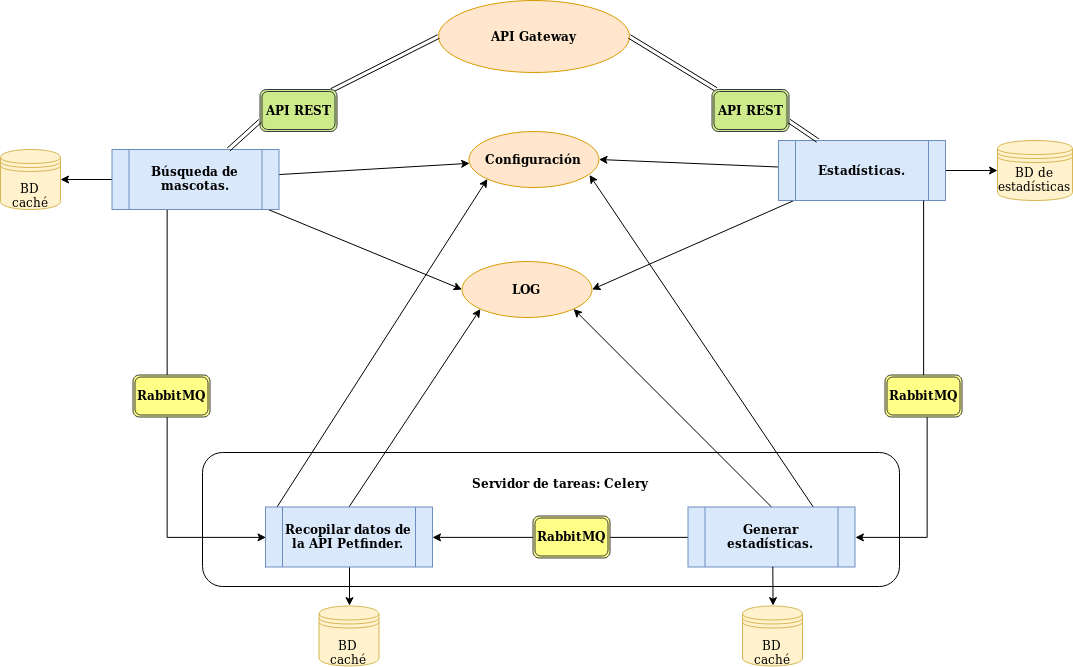 API Gateway
API REST
API REST
Búsqueda de
mascotas.
Configuración
Estadísticas.
BD
caché
BD de
estadísticas
LOG
RabbitMQ
RabbitMQ
Servidor de tareas: Celery
Recopilar datos de
la API Petfinder.
RabbitMQ
Generar
estadísticas.
BD
caché
BD
caché